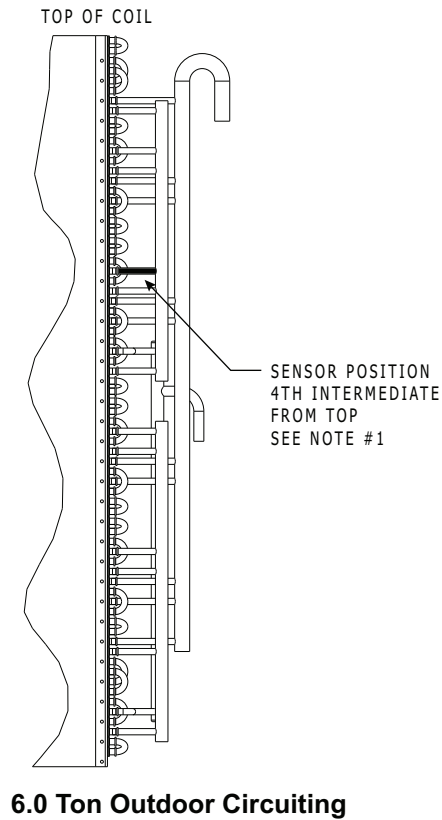 TOP OF COIL
SENSOR POSITION
4TH INTERMEDIATE
FROM TOP
SEE NOTE #1
6.0 Ton Outdoor Circuiting